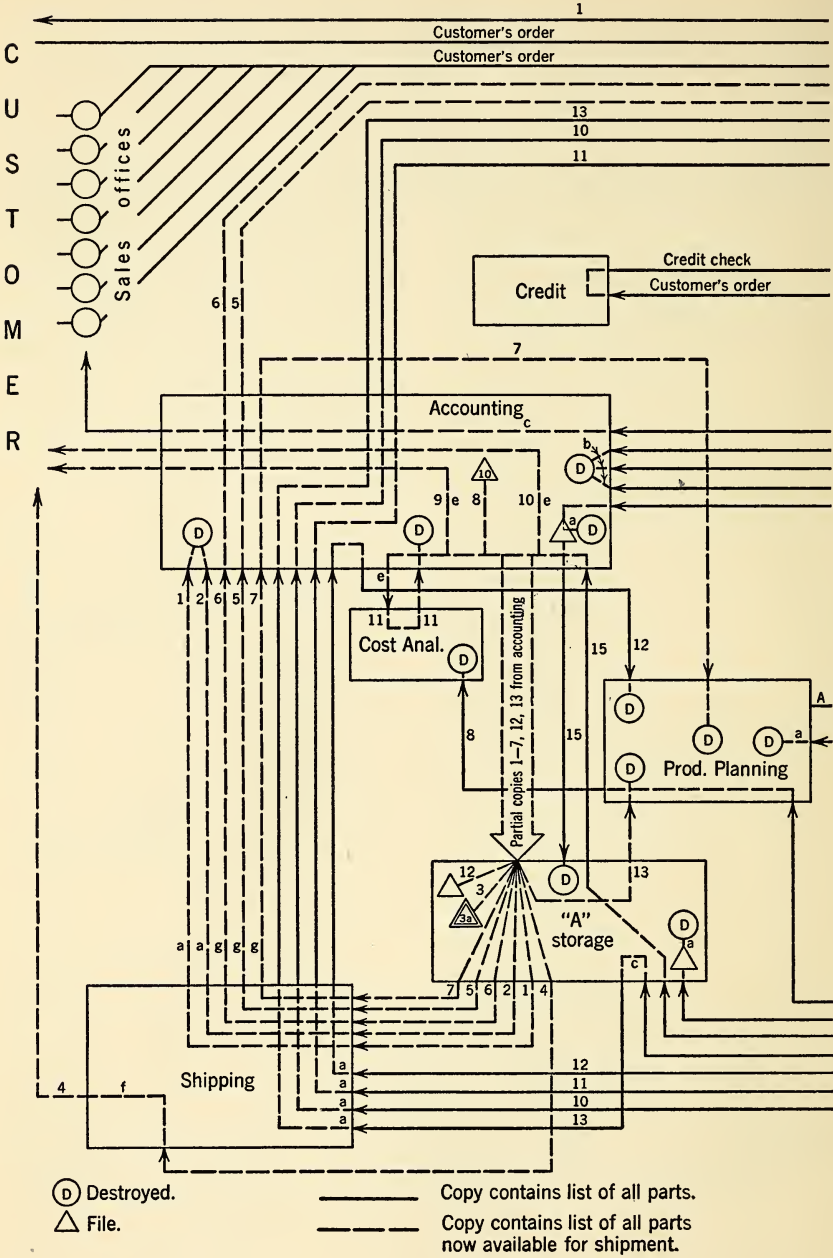 1
Customer's order
Customer's order
CUSTOMER
Sales offices
13
10
11
Credit check
Credit
Customer's order
6 5
7
Accounting
c
b
D
10
9 e 8 10 e
a
D
D
D
1 2 6 5 7
e
11 11
Cost Anal.
D
15
12
8
15
Partial copies 1–7, 12, 13 from accounting
A
D
D
D a
D
Prod. Planning
12
3
3a
D
13
"A" storage
D
a
c
a a g g g
7 5 6 2 1 4
Shipping
a 12
a 11
a 10
a 13
4 f
D Destroyed.
File.
Copy contains list of all parts.
Copy contains list of all parts
now available for shipment.